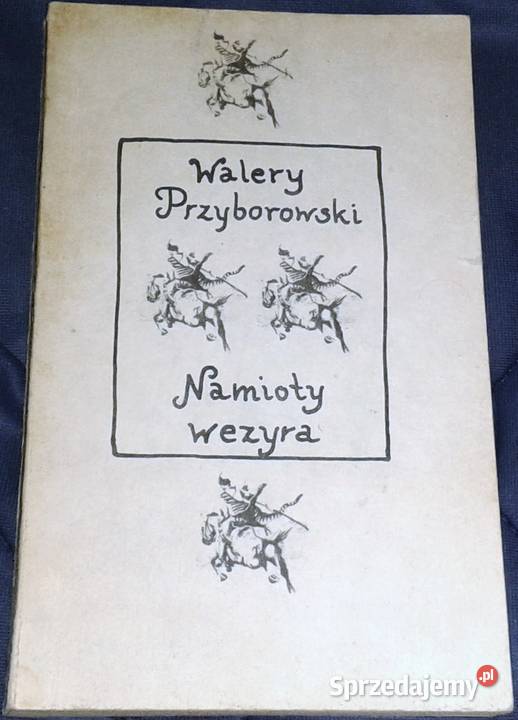 Walery
Przyborowski
Namioty
wezyra
Sprzedajemy.pl